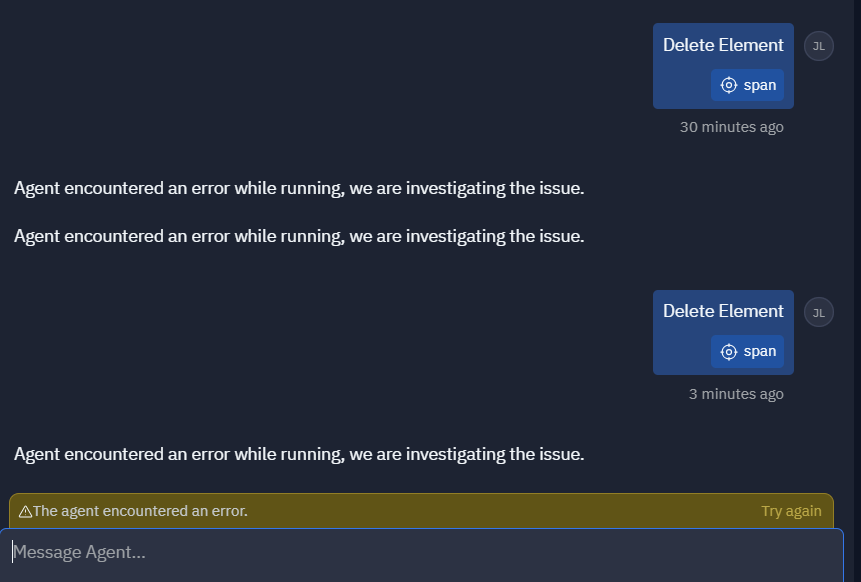 Delete Element
JL
span
30 minutes ago
Agent encountered an error while running, we are investigating the issue.
Agent encountered an error while running, we are investigating the issue.
Delete Element
JL
span
3 minutes ago
Agent encountered an error while running, we are investigating the issue.
The agent encountered an error.
Try again
Message Agent...